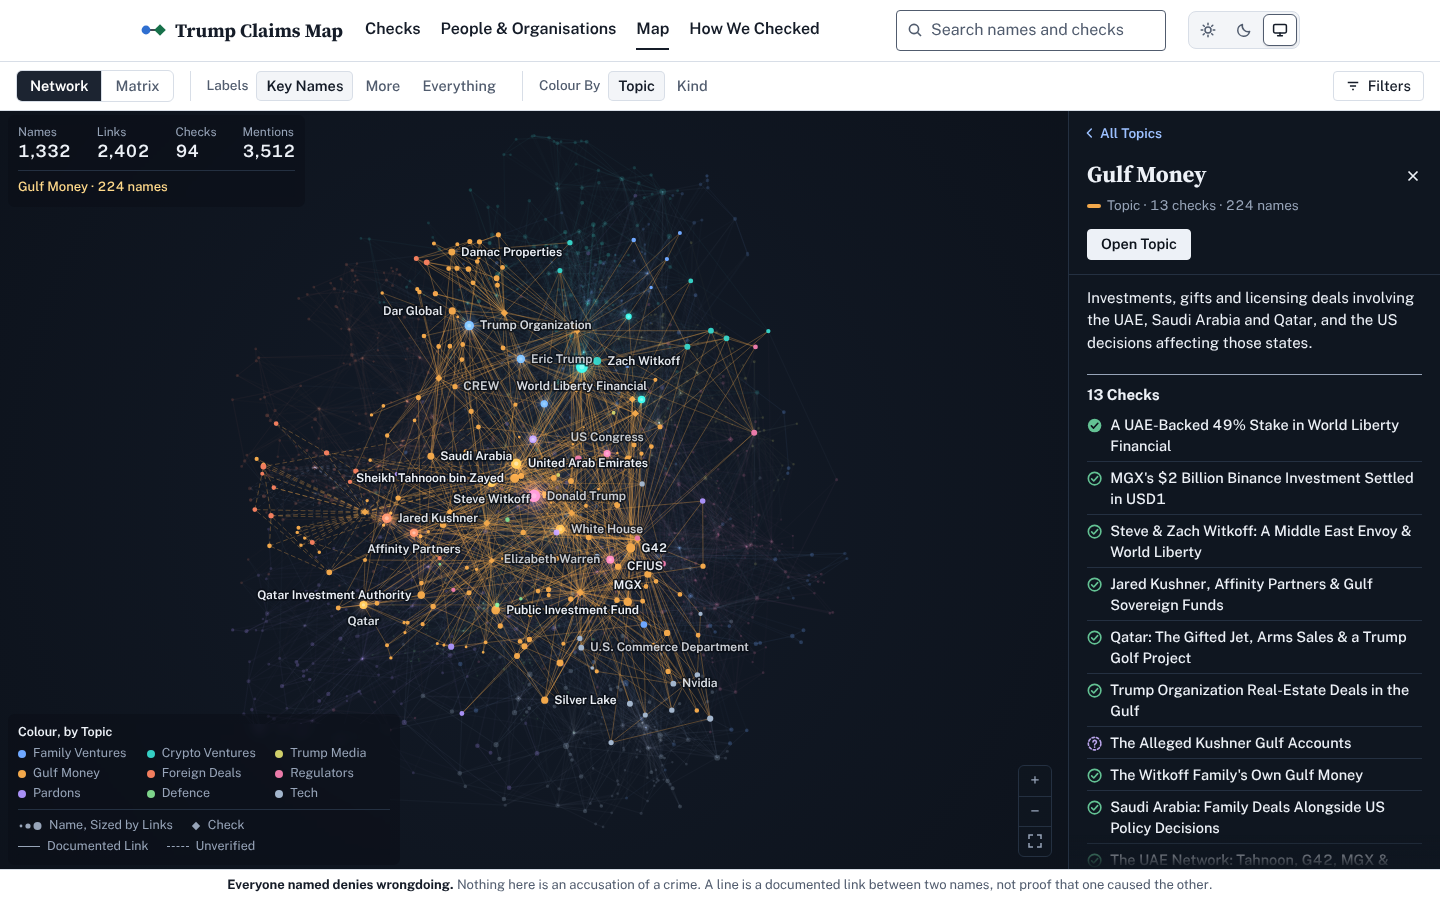 Trump Claims Map
Checks
People & Organisations
Map
How We Checked
Search names and checks
Network
Matrix
Labels
Key Names
More
Everything
Colour By
Topic
Kind
Filters
Names
Links
Checks
Mentions
1,332
2,402
94
3,512
Gulf Money · 224 names
Damac Properties
Dar Global
Trump Organization
Eric Trump
Zach Witkoff
CREW
World Liberty Financial
US Congress
Saudi Arabia
United Arab Emirates
Sheikh Tahnoon bin Zayed
Steve Witkoff
Donald Trump
Jared Kushner
White House
Affinity Partners
G42
Elizabeth Warren
CFIUS
MGX
Qatar Investment Authority
Public Investment Fund
Qatar
U.S. Commerce Department
Nvidia
Silver Lake
Colour, by Topic
Family Ventures
Crypto Ventures
Trump Media
Gulf Money
Foreign Deals
Regulators
Pardons
Defence
Tech
Name, Sized by Links
Check
Documented Link
Unverified
All Topics
Gulf Money
Topic · 13 checks · 224 names
Open Topic
Investments, gifts and licensing deals involving
the UAE, Saudi Arabia and Qatar, and the US
decisions affecting those states.
13 Checks
A UAE-Backed 49% Stake in World Liberty
Financial
MGX's $2 Billion Binance Investment Settled
in USD1
Steve & Zach Witkoff: A Middle East Envoy &
World Liberty
Jared Kushner, Affinity Partners & Gulf
Sovereign Funds
Qatar: The Gifted Jet, Arms Sales & a Trump
Golf Project
Trump Organization Real-Estate Deals in the
Gulf
The Alleged Kushner Gulf Accounts
The Witkoff Family's Own Gulf Money
Saudi Arabia: Family Deals Alongside US
Policy Decisions
The UAE Network: Tahnoon, G42, MGX &
Everyone named denies wrongdoing. Nothing here is an accusation of a crime. A line is a documented link between two names, not proof that one caused the other.